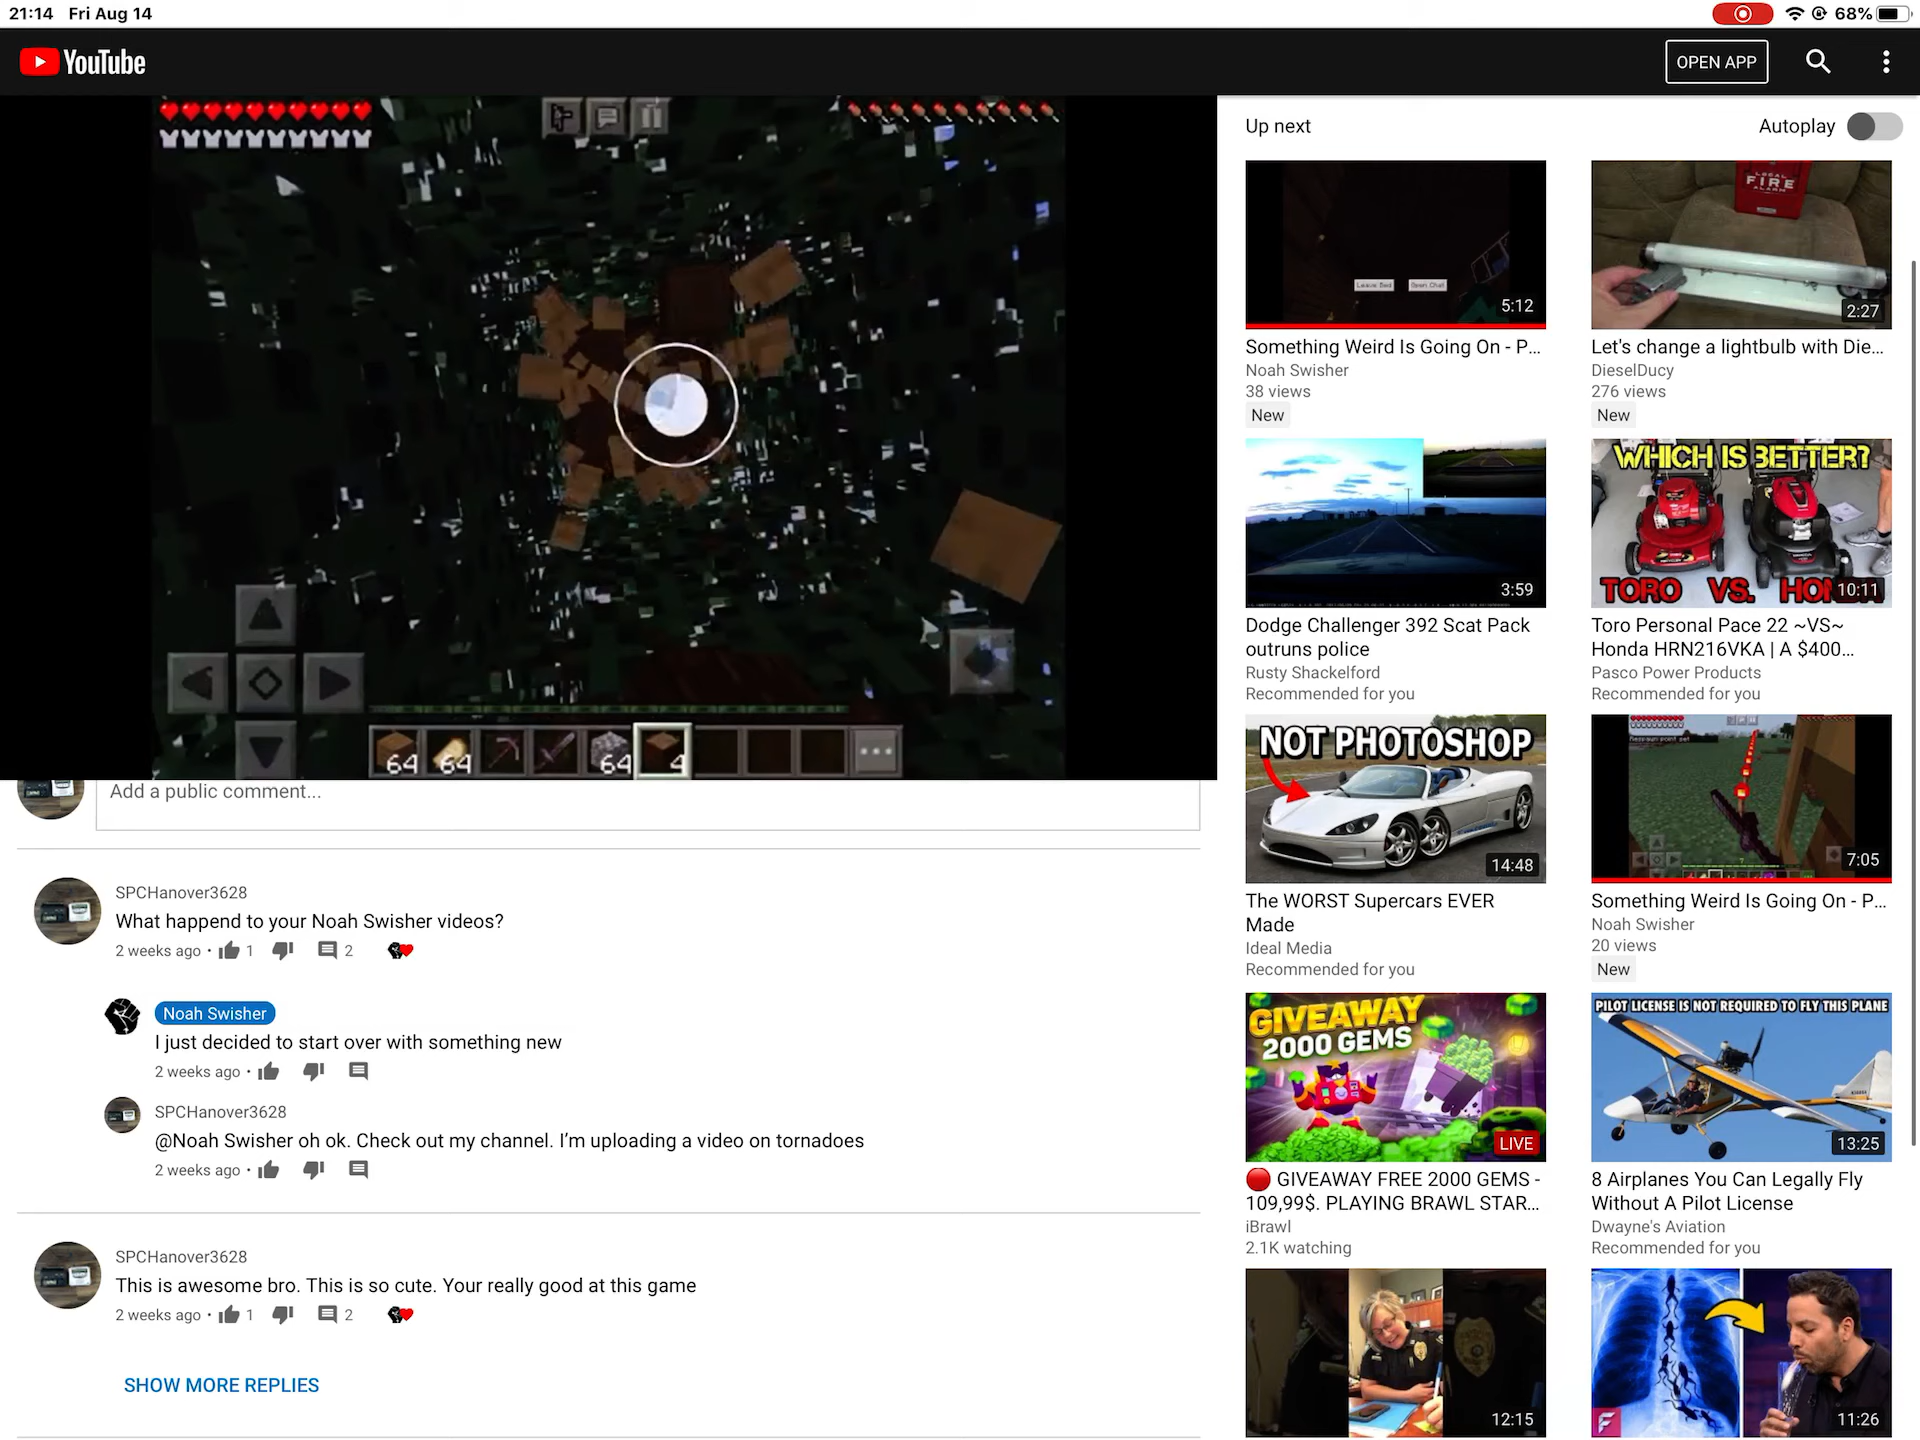 21:14 Fri Aug 14
68%
YouTube
OPEN APP
Up next
Autoplay
64
64
64
4
Leave Bed
Open Chat
5:12
Something Weird Is Going On - P...
Noah Swisher
38 views
New
LOCAL
FIRE
ALARM
2:27
Let's change a lightbulb with Die...
DieselDucy
276 views
New
3:59
Dodge Challenger 392 Scat Pack
outruns police
Rusty Shackelford
Recommended for you
WHICH IS BETTER?
TORO VS. HON
10:11
Toro Personal Pace 22 ~VS~
Honda HRN216VKA | A $400...
Pasco Power Products
Recommended for you
NOT PHOTOSHOP
14:48
The WORST Supercars EVER
Made
Ideal Media
Recommended for you
Respawn point set
7:05
Something Weird Is Going On - P...
Noah Swisher
20 views
New
GIVEAWAY
2000 GEMS
LIVE
GIVEAWAY FREE 2000 GEMS -
109,99$. PLAYING BRAWL STAR...
iBrawl
2.1K watching
PILOT LICENSE IS NOT REQUIRED TO FLY THIS PLANE
13:25
8 Airplanes You Can Legally Fly
Without A Pilot License
Dwayne's Aviation
Recommended for you
12:15
F
11:26
Add a public comment...
SPCHanover3628
What happend to your Noah Swisher videos?
2 weeks ago • 1 2
Noah Swisher
I just decided to start over with something new
2 weeks ago •
SPCHanover3628
@Noah Swisher oh ok. Check out my channel. I’m uploading a video on tornadoes
2 weeks ago •
SPCHanover3628
This is awesome bro. This is so cute. Your really good at this game
2 weeks ago • 1 2
SHOW MORE REPLIES